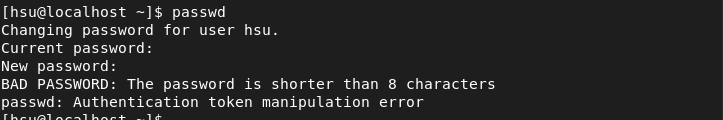 [hsu@localhost ~]$ passwd
Changing password for user hsu.
Current password:
New password:
BAD PASSWORD: The password is shorter than 8 characters
passwd: Authentication token manipulation error
[hsu@localhost ~]$